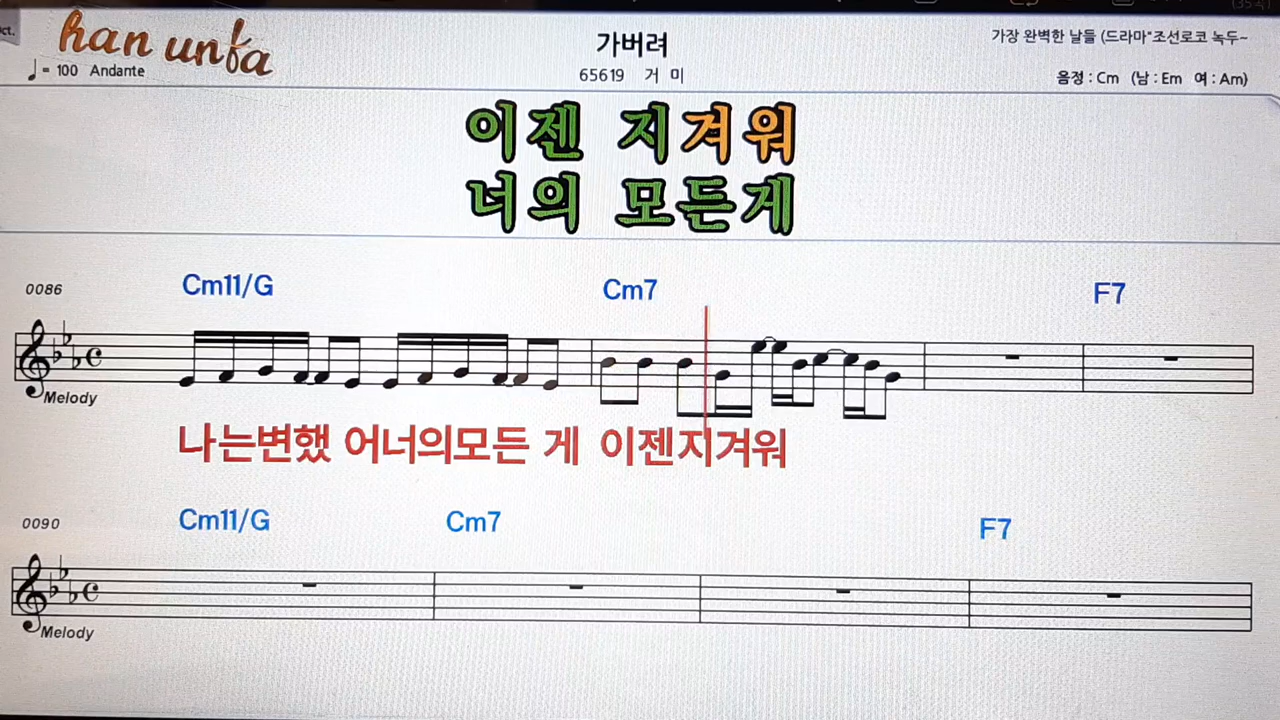 han unfa
가버려
가장 완벽한 날들 (드라마"조선로코 녹두~
♩= 100 Andante
65619 거 미
음정 : Cm (남 : Em 여 : Am)
이젠 지겨워
너의 모든게
0086
Cm11/G Cm7 F7
Melody
나는변했 어너의모든 게 이젠지겨워
0090
Cm11/G Cm7 F7
Melody